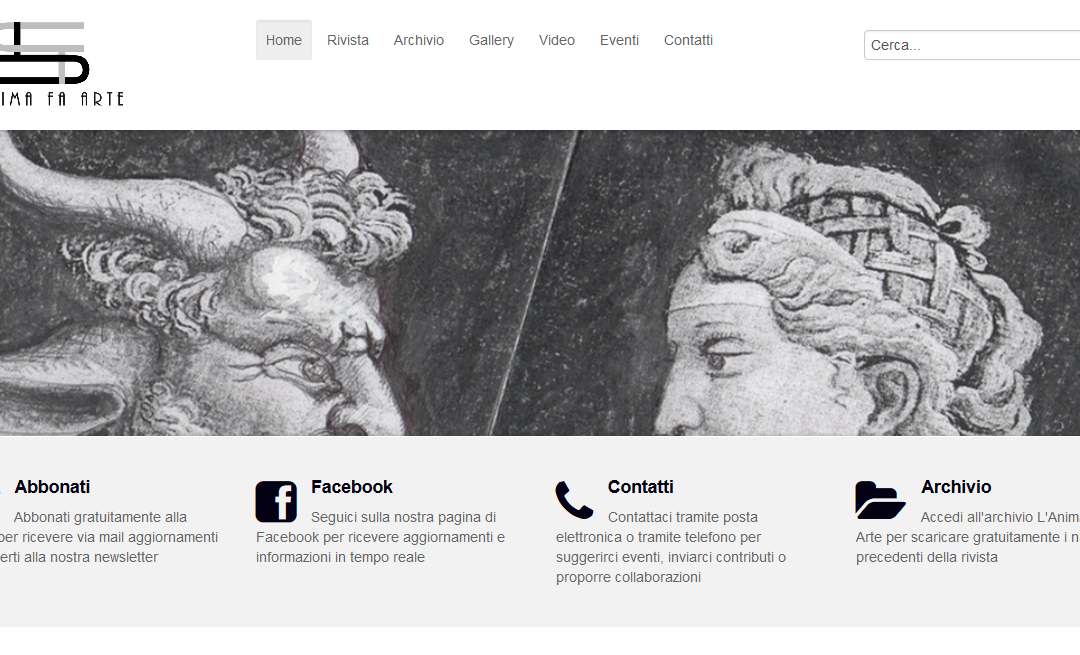 Home Rivista Archivio Gallery Video Eventi Contatti
Cerca...
IMA FA ARTE
Abbonati
Abbonati gratuitamente alla
per ricevere via mail aggiornamenti
erti alla nostra newsletter
Facebook
Seguici sulla nostra pagina di
Facebook per ricevere aggiornamenti e
informazioni in tempo reale
Contatti
Contattaci tramite posta
elettronica o tramite telefono per
suggerirci eventi, inviarci contributi o
proporre collaborazioni
Archivio
Accedi all'archivio L'Anim
Arte per scaricare gratuitamente i n
precedenti della rivista